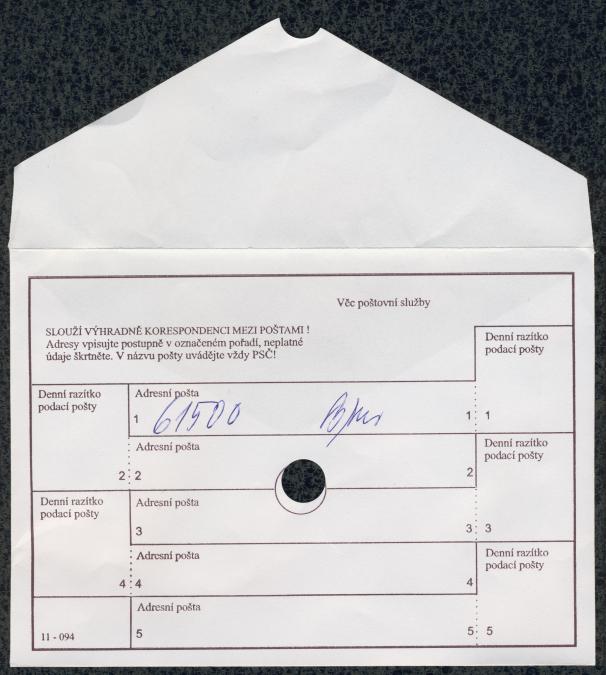 Věc poštovní služby
SLOUŽÍ VÝHRADNĚ KORESPONDENCI MEZI POŠTAMI !
Adresy vpisujte postupně v označeném pořadí, neplatné
údaje škrtněte. V názvu pošty uvádějte vždy PSČ!
Denní razítko
podací pošty
1
Denní razítko
podací pošty
2
Adresní pošta
1 61500 1
Adresní pošta
2 2
Denní razítko
podací pošty
3
Denní razítko
podací pošty
4
Adresní pošta
3 3
Adresní pošta
4 4
Denní razítko
podací pošty
5
Adresní pošta
5 5
11 - 094